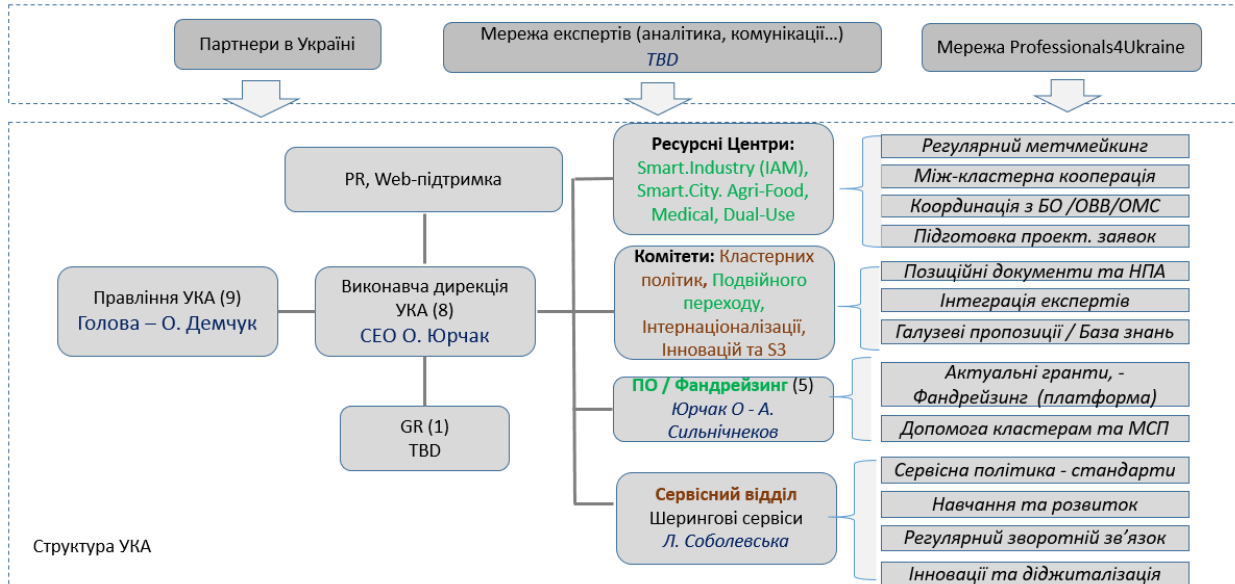 Партнери в Україні
Мережа експертів (аналітика, комунікації…)
TBD
Мережа Professionals4Ukraine
PR, Web-підтримка
Правління УКА (9)
Голова – О. Демчук
Виконавча дирекція
УКА (8)
СЕО О. Юрчак
GR (1)
TBD
Ресурсні Центри:
Smart.Industry (IAM),
Smart.City. Agri-Food,
Medical, Dual-Use
Регулярний метчмейкинг
Між-кластерна кооперація
Координація з БО /ОВВ/ОМС
Підготовка проект. заявок
Комітети: Кластерних
політик, Подвійного
переходу,
Інтернаціоналізації,
Інновацій та S3
Позиційні документи та НПА
Інтеграція експертів
Галузеві пропозиції / База знань
ПО / Фандрейзинг (5)
Юрчак О - А.
Сильнічнеков
Актуальні гранти, -
Фандрейзинг (платформа)
Допомога кластерам та МСП
Сервісний відділ
Шерингові сервіси
Л. Соболевська
Сервісна політика - стандарти
Навчання та розвиток
Регулярний зворотній зв’язок
Інновації та діджиталізація
Структура УКА